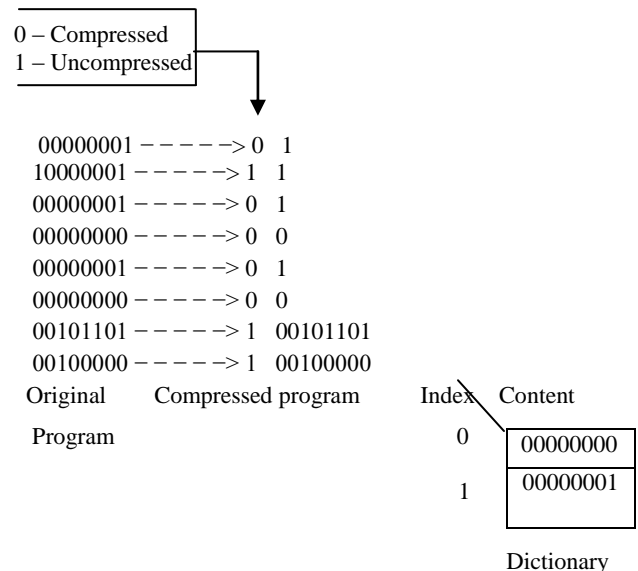 0 – Compressed
1 – Uncompressed
00000001 – – – – –> 0 1
10000001 – – – – –> 1 1
00000001 – – – – –> 0 1
00000000 – – – – –> 0 0
00000001 – – – – –> 0 1
00000000 – – – – –> 0 0
00101101 – – – – –> 1 00101101
00100000 – – – – –> 1 00100000
Original Compressed program Index Content
Program 0 00000000
1 00000001
Dictionary